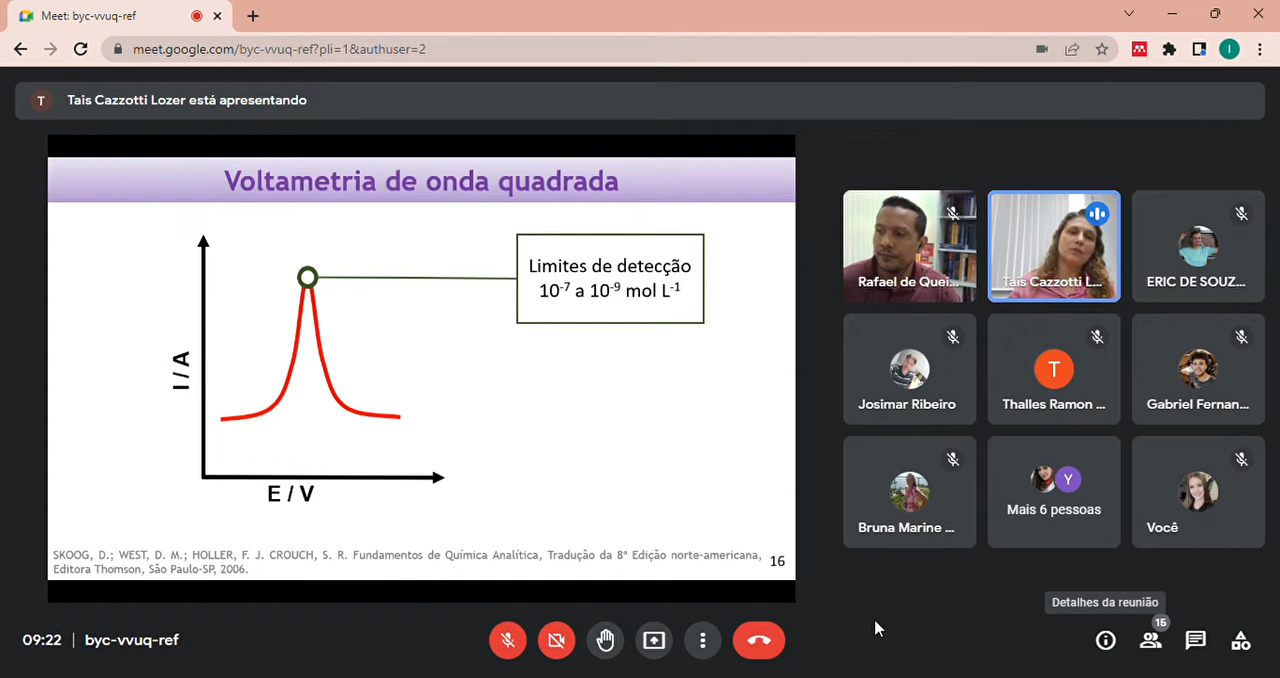 Meet: byc-vvuq-ref
meet.google.com/byc-vvuq-ref?pli=1&authuser=2
I
T
Tais Cazzotti Lozer está apresentando
Voltametria de onda quadrada
Limites de detecção
10⁻⁷ a 10⁻⁹ mol L⁻¹
I / A
E / V
SKOOG, D.; WEST, D. M.; HOLLER, F. J. CROUCH, S. R. Fundamentos de Química Analítica, Tradução da 8ª Edição norte-americana,
Editora Thomson, São Paulo-SP, 2006.
16
Rafael de Quei...
Tais Cazzotti L...
ERIC DE SOUZ...
Josimar Ribeiro
T
Thalles Ramon ...
Gabriel Fernan...
Bruna Marine ...
Y
Mais 6 pessoas
Você
Detalhes da reunião
09:22 | byc-vvuq-ref
15